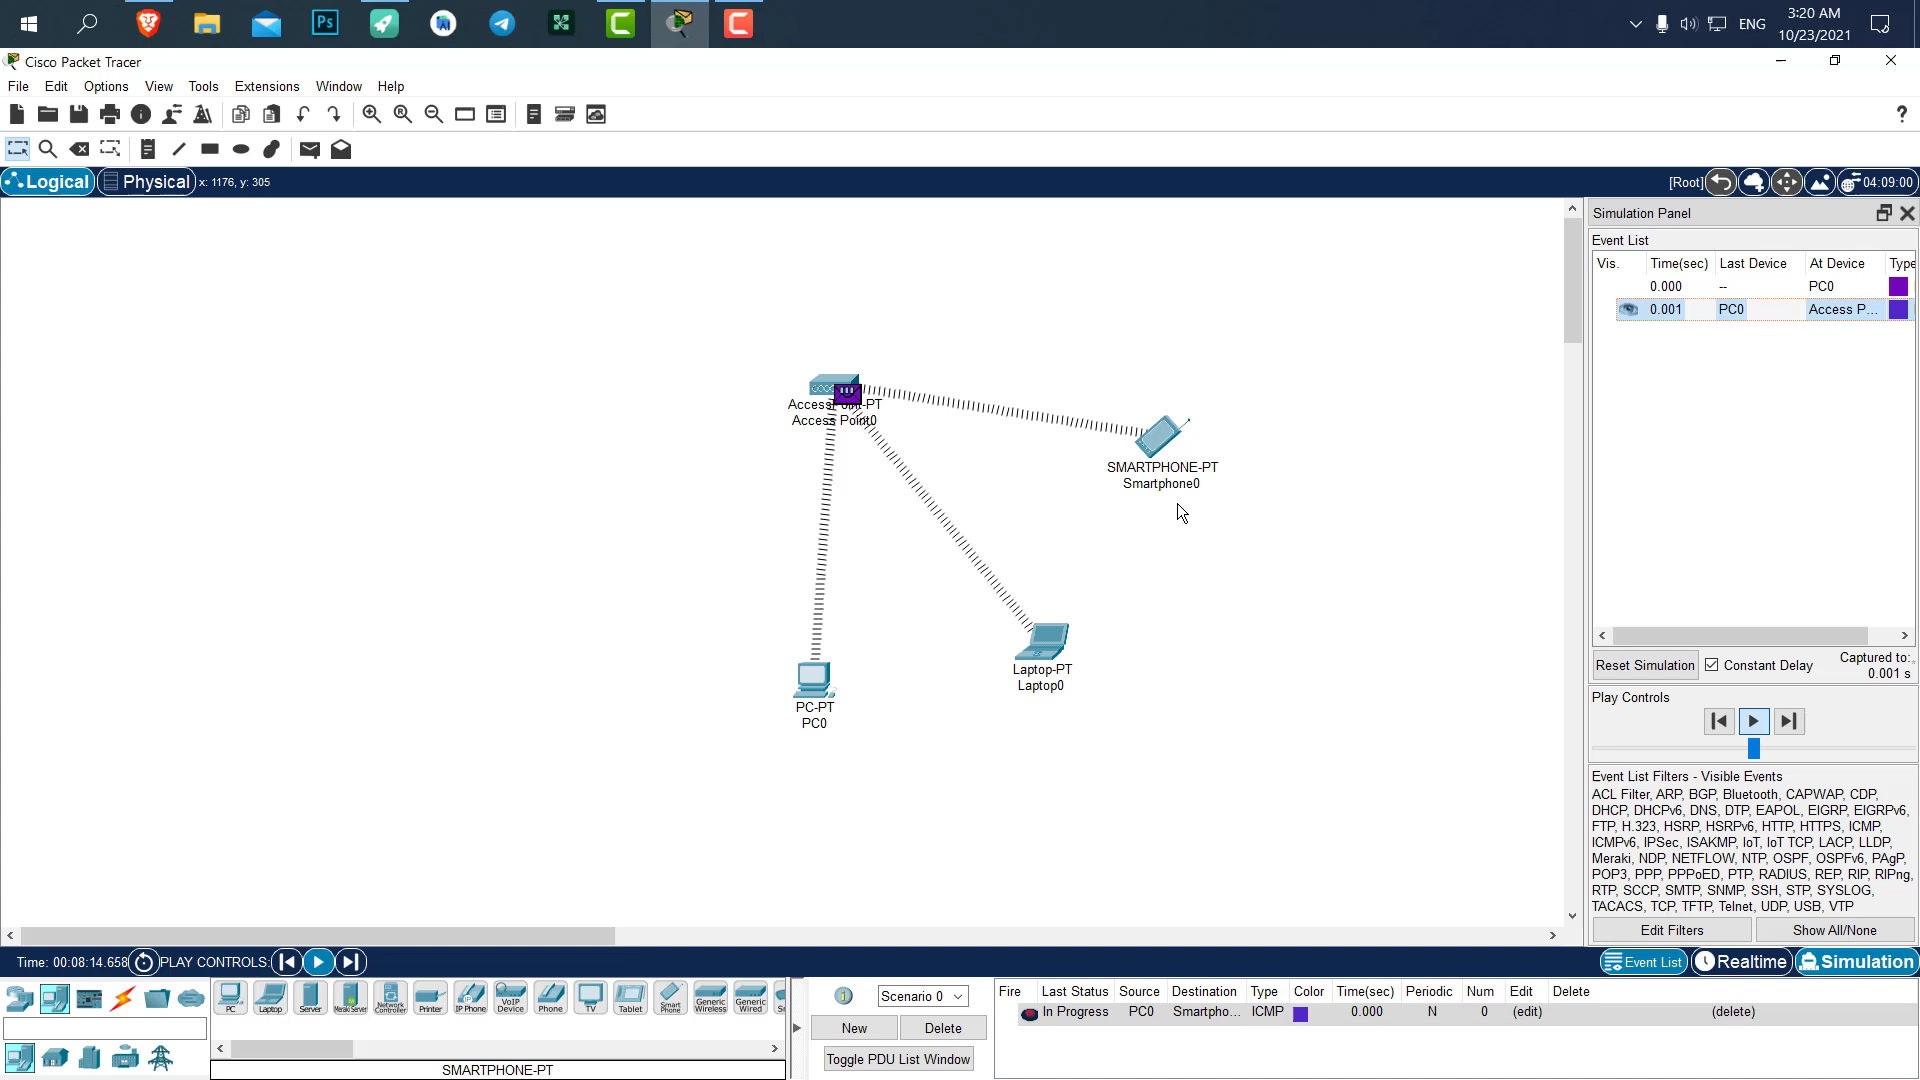 3:20 AM
ENG
10/23/2021
Cisco Packet Tracer
File Edit Options View Tools Extensions Window Help
Logical Physical x: 1176, y: 305 [Root] 04:09:00
Simulation Panel
Event List
Vis. Time(sec) Last Device At Device Type
0.000 -- PC0
0.001 PC0 Access P...
AccessPoint-PT
Access Point0
SMARTPHONE-PT
Smartphone0
Laptop-PT
Laptop0
PC-PT
PC0
Reset Simulation Constant Delay Captured to:
0.001 s
Play Controls
Event List Filters - Visible Events
ACL Filter, ARP, BGP, Bluetooth, CAPWAP, CDP,
DHCP, DHCPv6, DNS, DTP, EAPOL, EIGRP, EIGRPv6,
FTP, H.323, HSRP, HSRPv6, HTTP, HTTPS, ICMP,
ICMPv6, IPSec, ISAKMP, IoT, IoT TCP, LACP, LLDP,
Meraki, NDP, NETFLOW, NTP, OSPF, OSPFv6, PAgP,
POP3, PPP, PPPoED, PTP, RADIUS, REP, RIP, RIPng,
RTP, SCCP, SMTP, SNMP, SSH, STP, SYSLOG,
TACACS, TCP, TFTP, Telnet, UDP, USB, VTP
Edit Filters Show All/None
Time: 00:08:14.658 PLAY CONTROLS: Event List Realtime Simulation
PC Laptop Server Meraki Server Network Controller Printer IP Phone VoIP Device Phone TV Tablet Smart Phone Generic Wireless Generic Wired
Scenario 0
New Delete
Toggle PDU List Window
Fire Last Status Source Destination Type Color Time(sec) Periodic Num Edit Delete
In Progress PC0 Smartpho... ICMP 0.000 N 0 (edit) (delete)
SMARTPHONE-PT